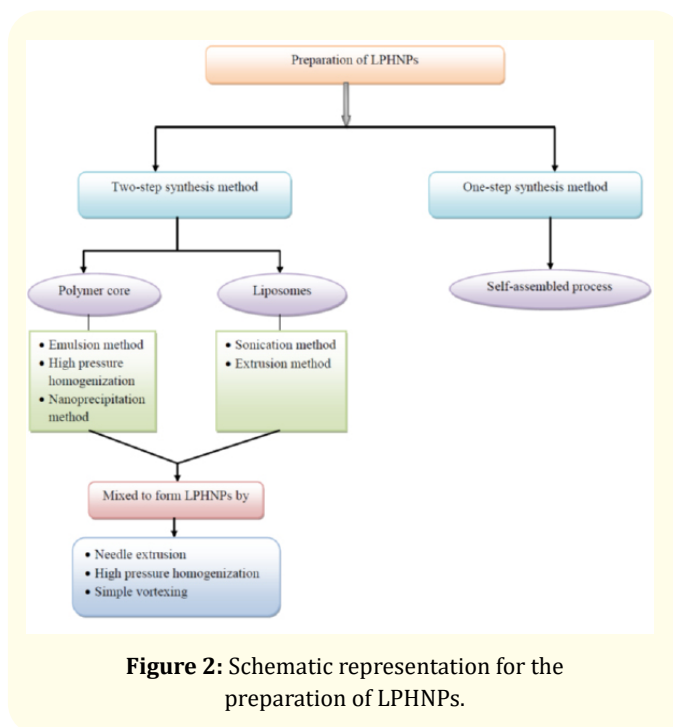 Preparation of LPHNPs
Two-step synthesis method
One-step synthesis method
Polymer core
Liposomes
Self-assembled process
• Emulsion method
• High pressure
homogenization
• Nanoprecipitation
method
• Sonication method
• Extrusion method
Mixed to form LPHNPs by
• Needle extrusion
• High pressure homogenization
• Simple vortexing
Figure 2: Schematic representation for the
preparation of LPHNPs.